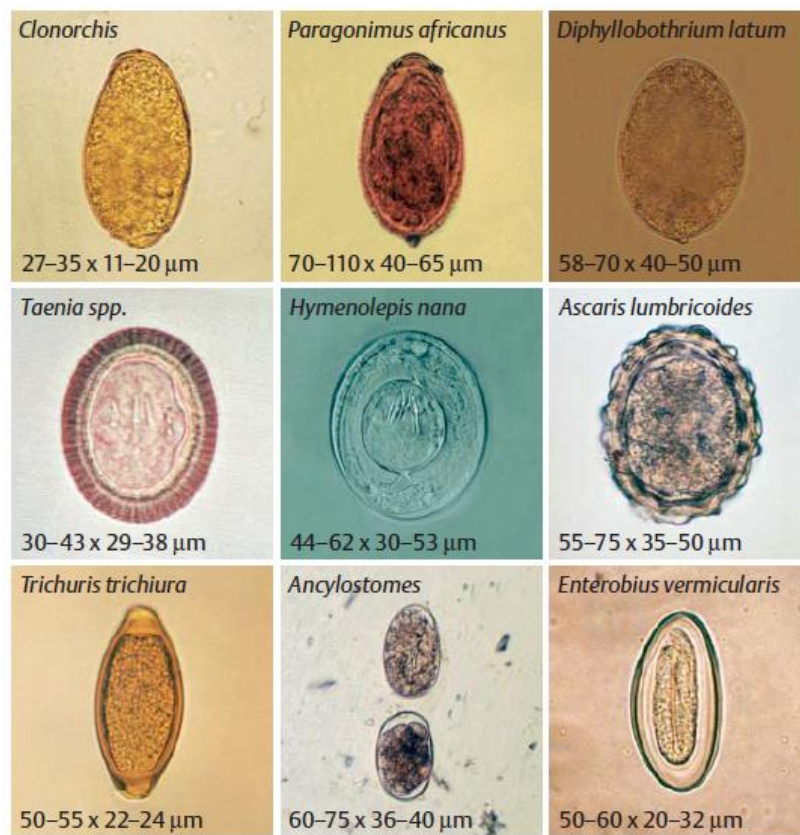 Clonorchis
27–35 x 11–20 µm
Paragonimus africanus
70–110 x 40–65 µm
Diphyllobothrium latum
58–70 x 40–50 µm
Taenia spp.
30–43 x 29–38 µm
Hymenolepis nana
44–62 x 30–53 µm
Ascaris lumbricoides
55–75 x 35–50 µm
Trichuris trichiura
50–55 x 22–24 µm
Ancylostomes
60–75 x 36–40 µm
Enterobius vermicularis
50–60 x 20–32 µm